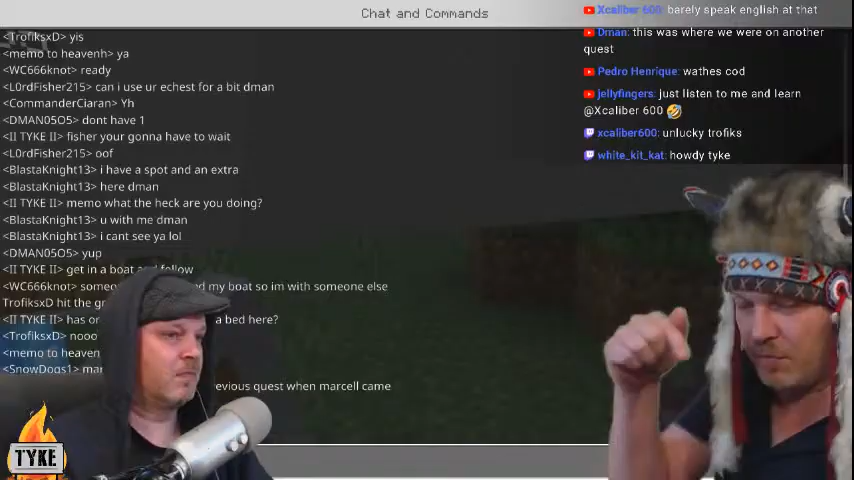 Chat and Commands
<TrofiksxD> yis
<memo to heavenh> ya
<WC666knot> ready
<L0rdFisher215> can i use ur echest for a bit dman
<CommanderCiaran> Yh
<DMAN05O5> dont have 1
<II TYKE II> fisher your gonna have to wait
<L0rdFisher215> oof
<BlastaKnight13> i have a spot and an extra
<BlastaKnight13> here dman
<II TYKE II> memo what the heck are you doing?
<BlastaKnight13> u with me dman
<BlastaKnight13> i cant see ya lol
<DMAN05O5> yup
<II TYKE II> get in a boat and follow
<WC666knot> my boat so im with someone else
TrofiksxD hit the
<II TYKE II> has a bed here?
<TrofiksxD> nooo
<memo to heaven
<SnowDogs1>
quest when marcell came
Xcaliber 600: barely speak english at that
Dman: this was where we were on another
quest
Pedro Henrique: wathes cod
jellyfingers: just listen to me and learn
@Xcaliber 600 🤣
xcaliber600: unlucky trofiks
white_kit_kat: howdy tyke
TYKE